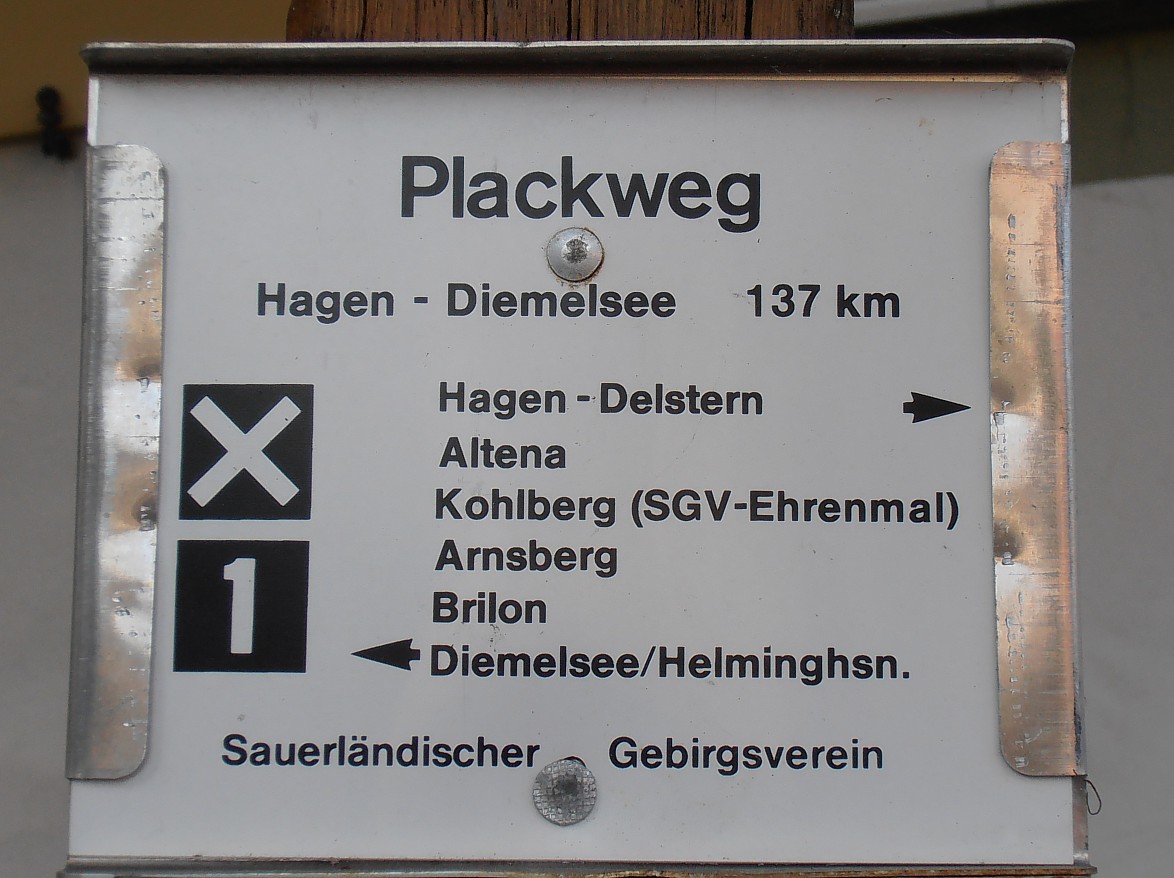 Plackweg
Hagen - Diemelsee 137 km
Hagen - Delstern
Altena
X
Kohlberg (SGV-Ehrenmal)
Arnsberg
Brilon
1
Diemelsee/Helminghsn.
Sauerländischer Gebirgsverein